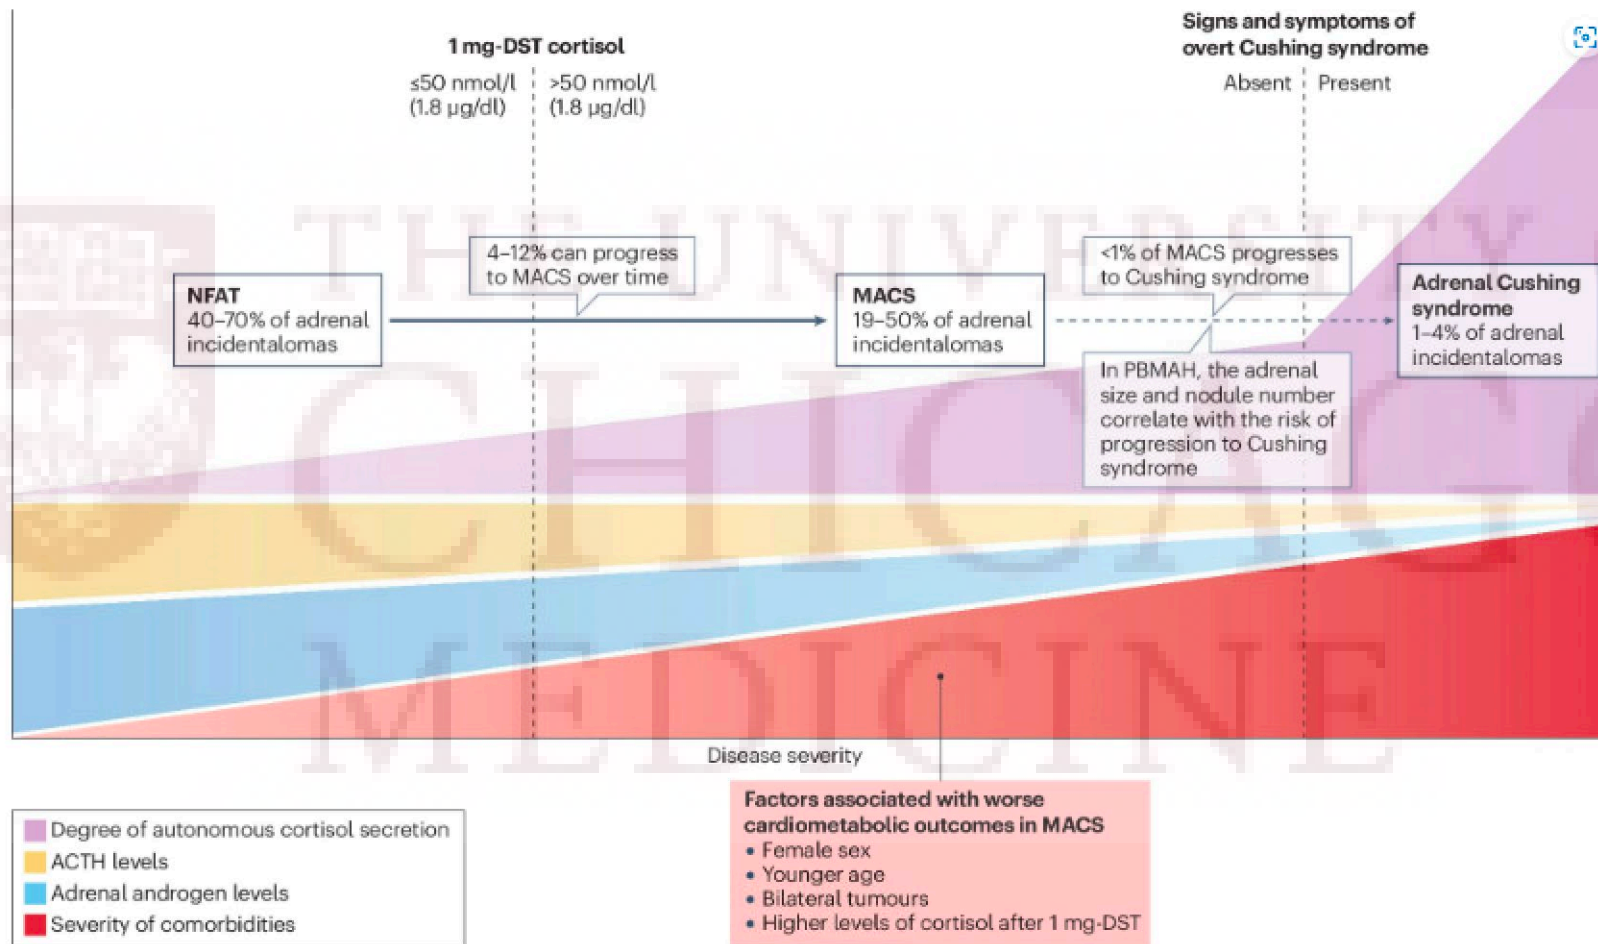 1 mg-DST cortisol
≤50 nmol/l
(1.8 µg/dl)
>50 nmol/l
(1.8 µg/dl)
Signs and symptoms of
overt Cushing syndrome
Absent
Present
THE UNIVERSITY
CHICAGO
MEDICINE
NFAT
40–70% of adrenal
incidentalomas
4–12% can progress
to MACS over time
MACS
19–50% of adrenal
incidentalomas
<1% of MACS progresses
to Cushing syndrome
In PBMAH, the adrenal
size and nodule number
correlate with the risk of
progression to Cushing
syndrome
Adrenal Cushing
syndrome
1–4% of adrenal
incidentalomas
Disease severity
Factors associated with worse
cardiometabolic outcomes in MACS
• Female sex
• Younger age
• Bilateral tumours
• Higher levels of cortisol after 1 mg-DST
Degree of autonomous cortisol secretion
ACTH levels
Adrenal androgen levels
Severity of comorbidities